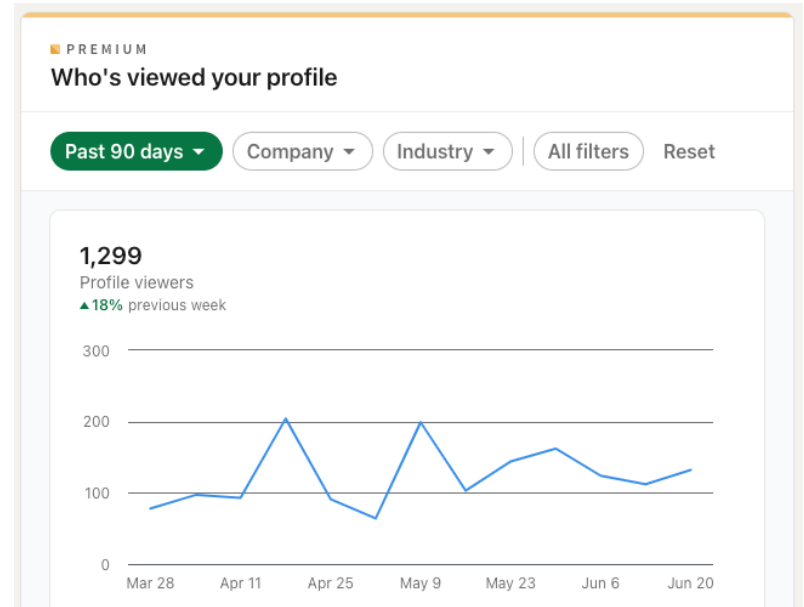 PREMIUM
Who's viewed your profile
Past 90 days Company Industry All filters Reset
1,299
Profile viewers
18% previous week
300
200
100
0
Mar 28 Apr 11 Apr 25 May 9 May 23 Jun 6 Jun 20